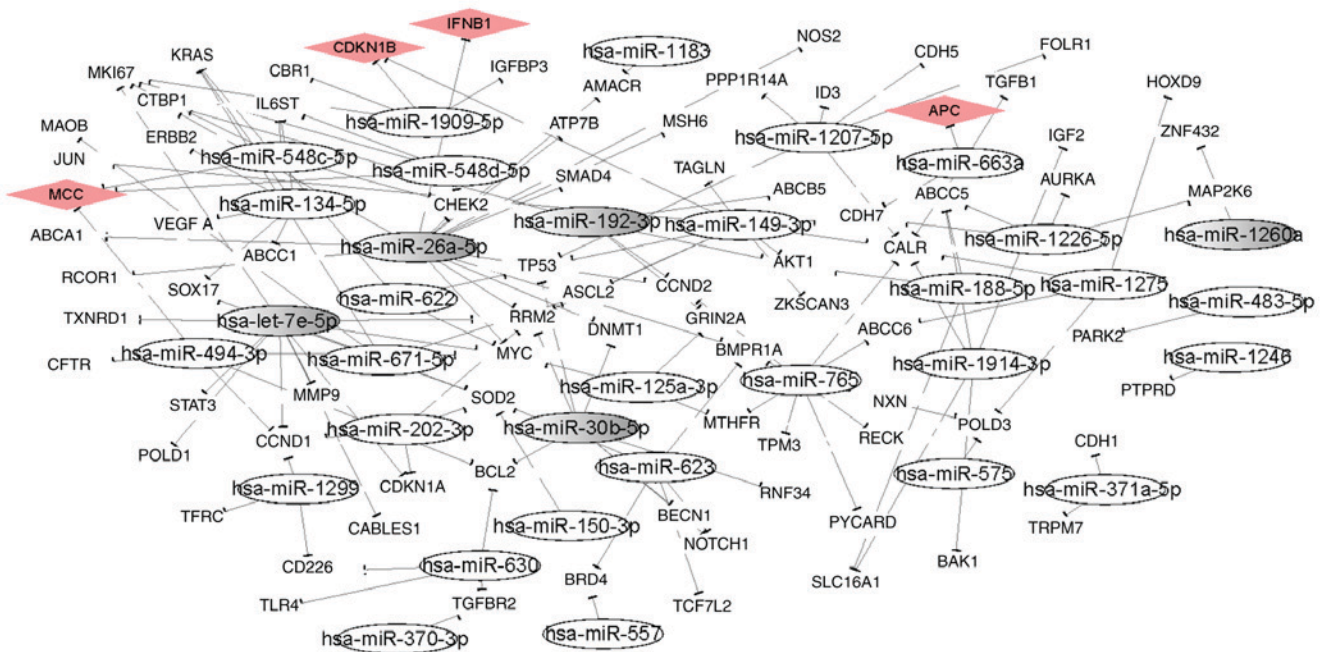 IFNB1
CDKN1B
NOS2
KRAS
hsa-miR-1183
CDH5
FOLR1
CBR1
IGFBP3
MKI67
AMACR
PPP1R14A
TGFB1
HOXD9
CTBP1
IL6ST
ID3
APC
MAOB
ERBB2
hsa-miR-1909-5p
ATP7B
MSH6
hsa-miR-1207-5p
IGF2
ZNF432
JUN
hsa-miR-548c-5p
hsa-miR-548d-5p
SMAD4
TAGLN
hsa-miR-663a
AURKA
MCC
hsa-miR-134-5p
CHEK2
ABCB5
ABCC5
MAP2K6
VEGF A
hsa-miR-192-3p
hsa-miR-149-3p
CDH7
ABCA1
hsa-miR-26a-5p
CALR
hsa-miR-1226-5p
hsa-miR-1260a
ABCC1
RCOR1
TP53
AKT1
SOX17
hsa-miR-622
ASCL2
CCND2
ZKSCAN3
hsa-miR-188-5p
hsa-miR-1275
hsa-miR-483-5p
TXNRD1
hsa-let-7e-5p
RRM2
DNMT1
GRIN2A
ABCC6
PARK2
CFTR
hsa-miR-494-3p
hsa-miR-671-5p
MYC
BMPR1A
hsa-miR-1914-3p
hsa-miR-1246
hsa-miR-125a-3p
hsa-miR-765
PTPRD
STAT3
MMP9
SOD2
NXN
hsa-miR-202-3p
hsa-miR-30b-5p
MTHFR
POLD3
CCND1
TPM3
RECK
POLD1
CDH1
hsa-miR-1299
CDKN1A
BCL2
hsa-miR-623
RNF34
hsa-miR-575
hsa-miR-371a-5p
TFRC
CABLES1
hsa-miR-150-3p
BECN1
PYCARD
TRPM7
NOTCH1
CD226
hsa-miR-630
BRD4
BAK1
SLC16A1
TLR4
TGFBR2
TCF7L2
hsa-miR-370-3p
hsa-miR-557